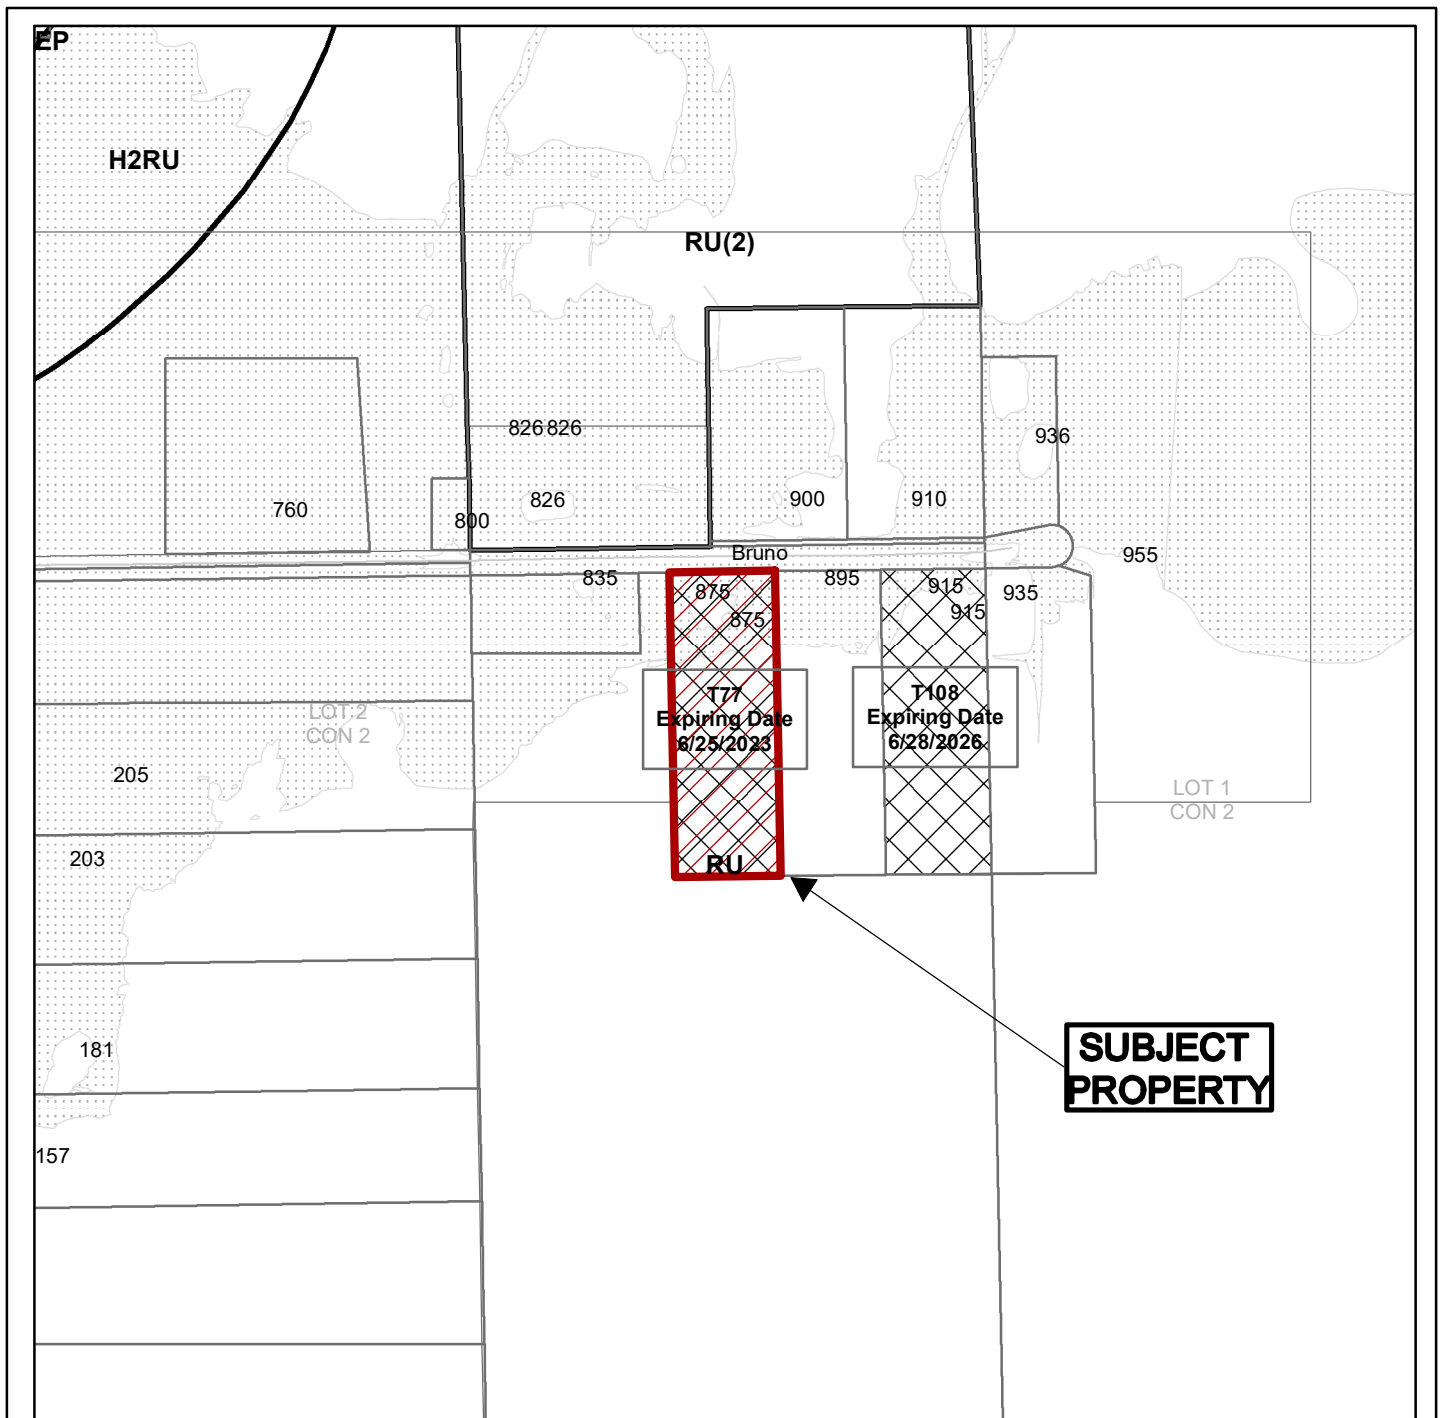 EP
H2RU
RU(2)
826 826
936
826
900
910
760
800
Bruno
955
835
875
895
915
935
875
915
T77
Expiring Date
6/25/2023
T108
Expiring Date
6/28/2026
LOT 2
CON 2
205
LOT 1
CON 2
203
RU
SUBJECT
PROPERTY
181
157